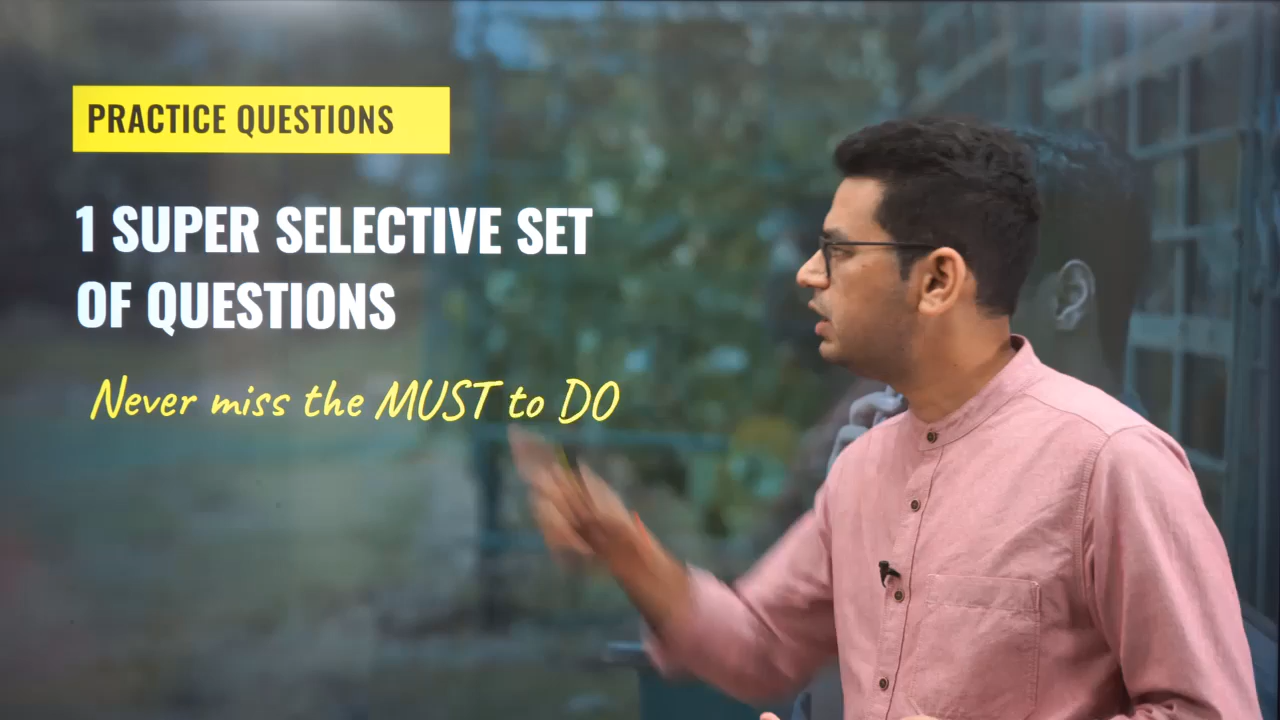 PRACTICE QUESTIONS
1 SUPER SELECTIVE SET
OF QUESTIONS
Never miss the MUST to DO